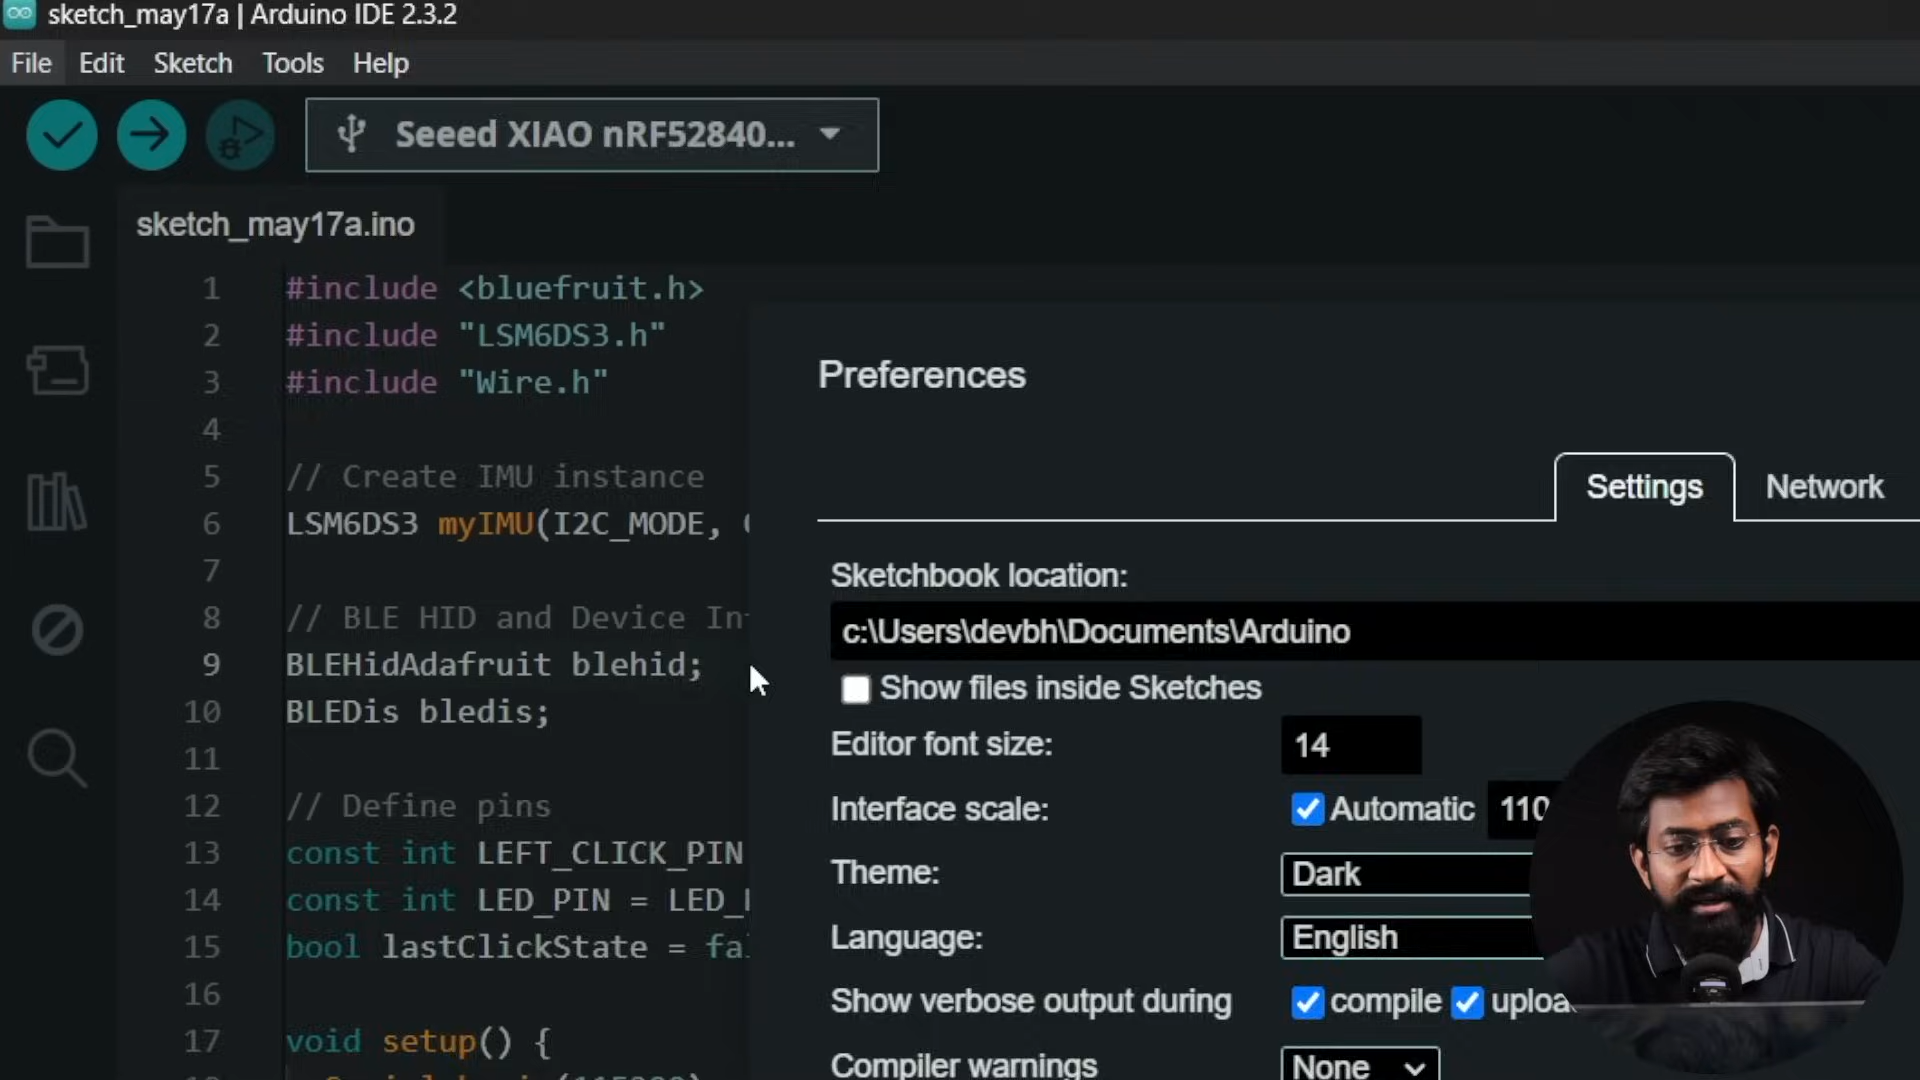 sketch_may17a | Arduino IDE 2.3.2
File Edit Sketch Tools Help
Seeed XIAO nRF52840...
sketch_may17a.ino
1 #include <bluefruit.h>
2 #include "LSM6DS3.h"
3 #include "Wire.h"
4
5 // Create IMU instance
6 LSM6DS3 myIMU(I2C_MODE,
7
8 // BLE HID and Device
9 BLEHidAdafruit blehid;
10 BLEDis bledis;
11
12 // Define pins
13 const int LEFT_CLICK_PIN
14 const int LED_PIN =
15 bool lastClickState =
16
17 void setup() {
Preferences
Settings Network
Sketchbook location:
c:\Users\devbh\Documents\Arduino
Show files inside Sketches
Editor font size: 14
Interface scale: Automatic 110
Theme: Dark
Language: English
Show verbose output during compile
Compiler warnings None